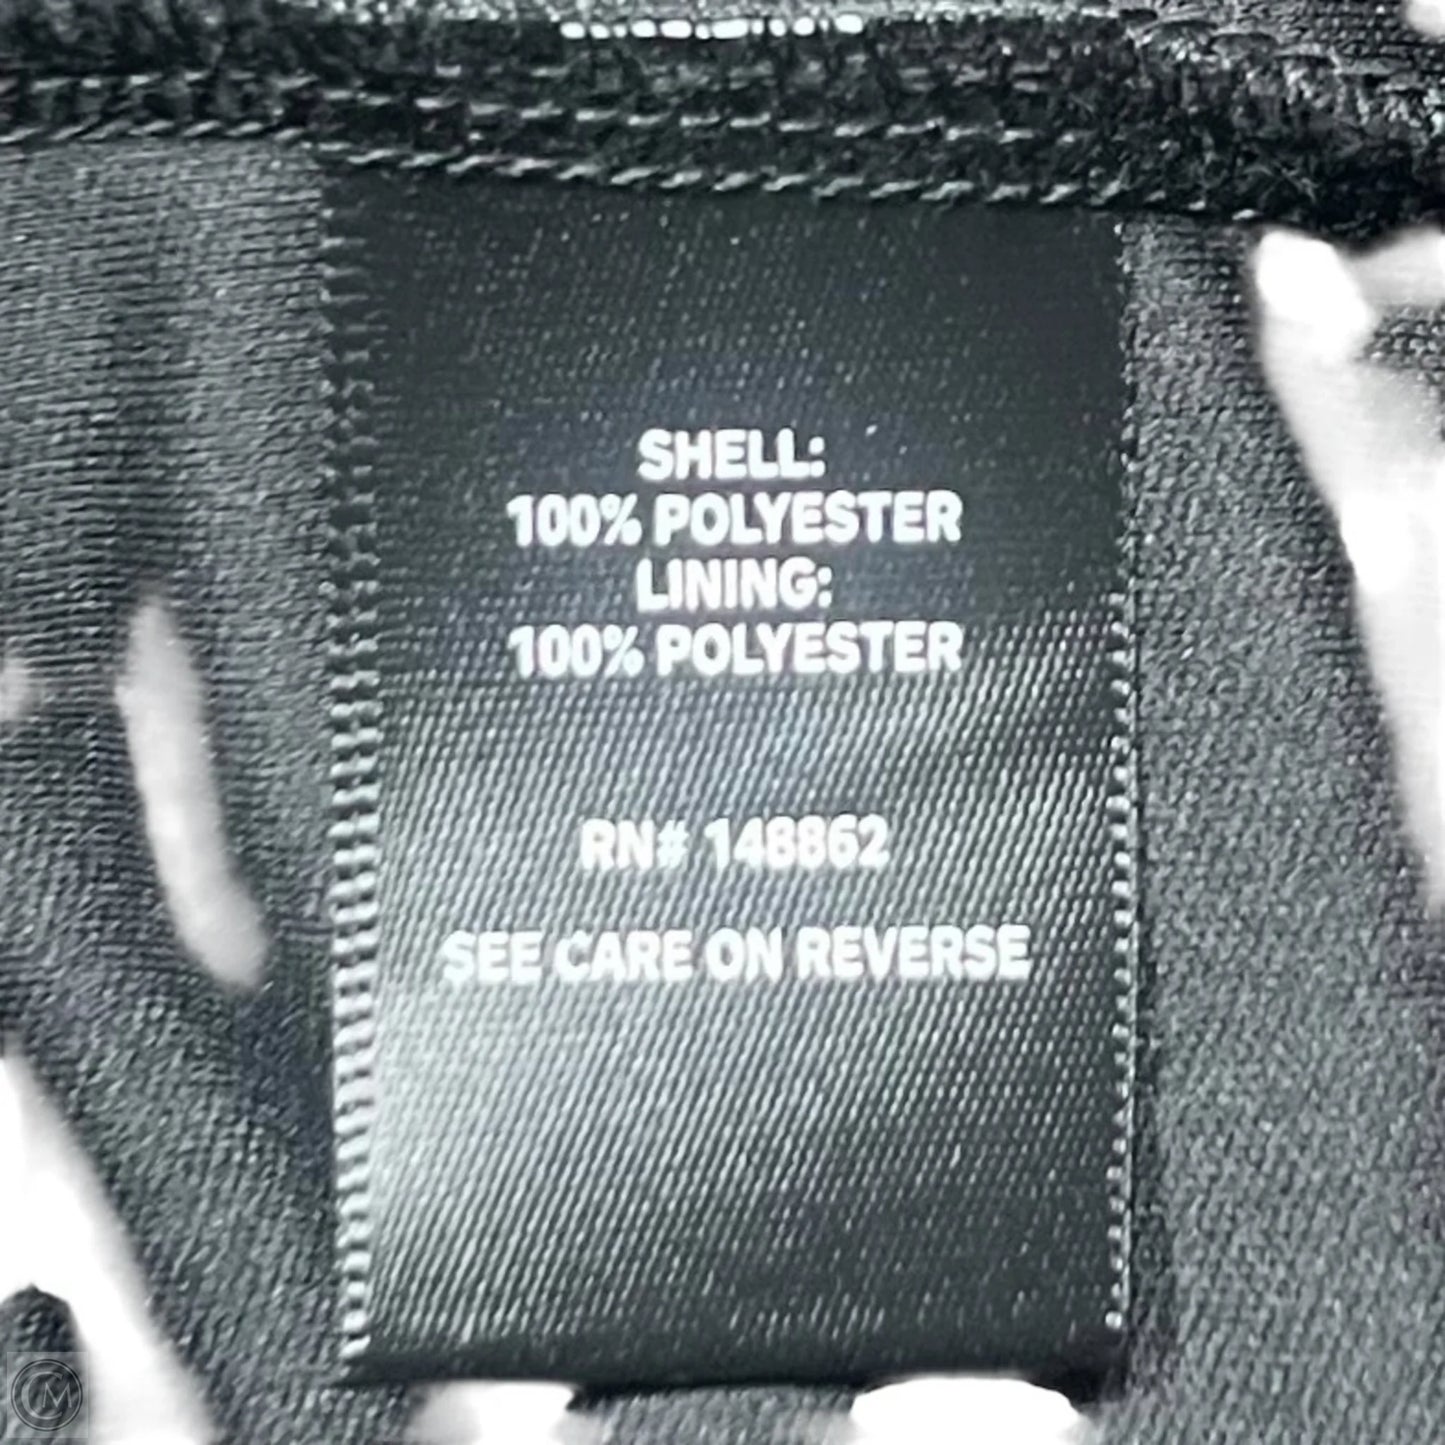 SHELL:
100% POLYESTER
LINING:
100% POLYESTER
RN# 148862
SEE CARE ON REVERSE